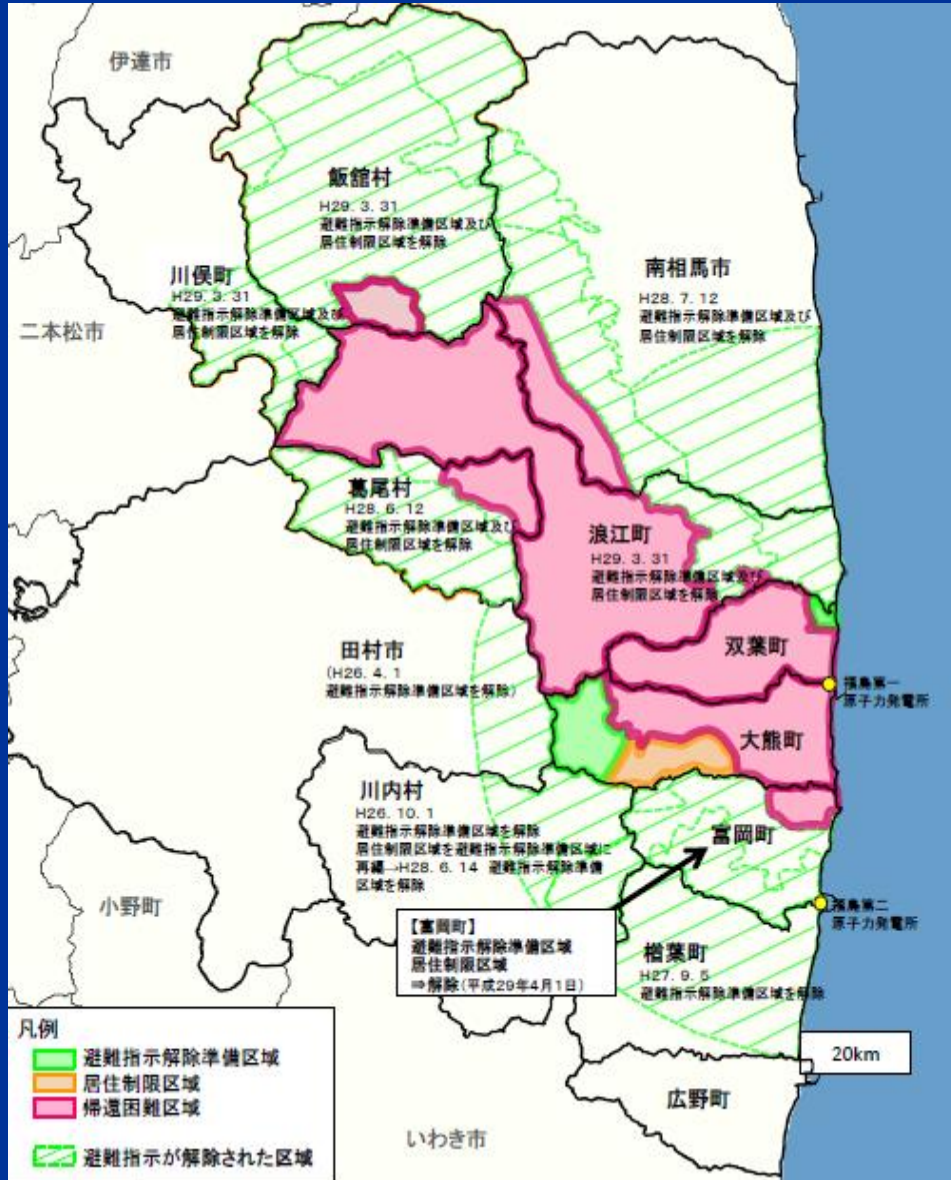 伊達市
飯舘村
H29. 3. 31
避難指示解除準備区域及び
居住制限区域を解除
川俣町
H29. 3. 31
避難指示解除準備区域及び
居住制限区域を解除
二本松市
南相馬市
H28. 7. 12
避難指示解除準備区域及び
居住制限区域を解除
葛尾村
H28. 6. 12
避難指示解除準備区域及び
居住制限区域を解除
浪江町
H29. 3. 31
避難指示解除準備区域及び
居住制限区域を解除
双葉町
田村市
(H26. 4. 1
避難指示解除準備区域を解除)
福島第一
原子力発電所
大熊町
川内村
H26. 10. 1
避難指示解除準備区域を解除
居住制限区域を避難指示解除準備区域に
再編→H28. 6. 14 避難指示解除準備
区域を解除
富岡町
小野町
福島第二
原子力発電所
【富岡町】
避難指示解除準備区域
居住制限区域
⇒解除(平成29年4月1日)
楢葉町
H27. 9. 5
避難指示解除準備区域を解除
凡例
避難指示解除準備区域
居住制限区域
帰還困難区域
避難指示が解除された区域
20km
広野町
いわき市